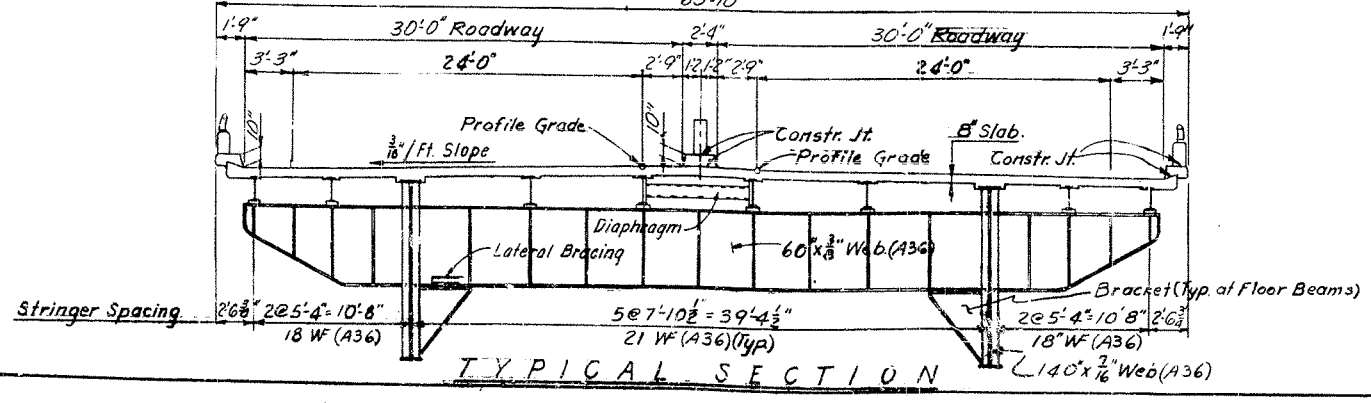 1'-9" 30'-0" Roadway 2'-4" 30'-0" Roadway 1'-9"
3'-3" 24'-0" 2'-9" 1'-2" 1'-2" 2'-9" 24'-0" 3'-3"
10" Profile Grade 10" Constr. Jt. 8" Slab.
3/16"/Ft. Slope Profile Grade Constr. Jt.
Diaphragm
Lateral Bracing 60" x 3/8" Web.(A36)
Bracket (Typ. at Floor Beams)
Stringer Spacing 2'6 3/4" 2@5'-4"=10'-8" 5@7'-10 1/2" = 39'4 1/2" 2@5'-4"=10'8" 2'-6 3/4"
18 WF (A36) 21 WF (A36)(Typ.) 18" WF (A36)
140" x 7/16" Web (A36)
TYPICAL SECTION